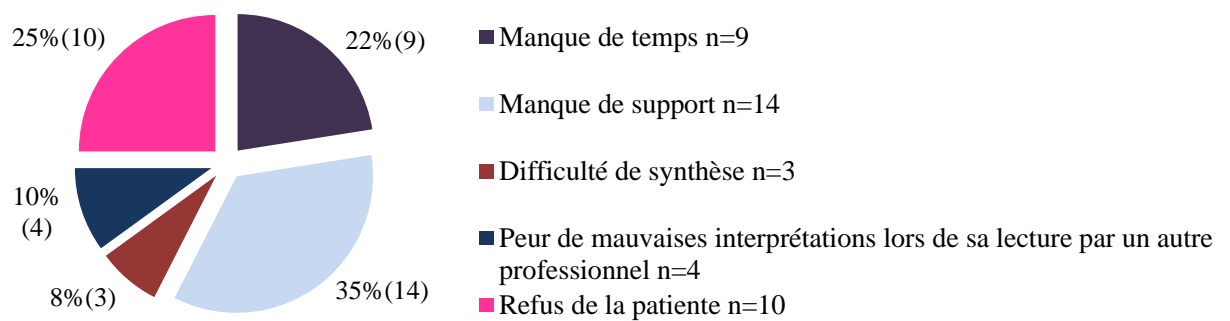 25%(10)
22%(9)
10%
(4)
8%(3)
35%(14)
Manque de temps n=9
Manque de support n=14
Difficulté de synthèse n=3
Peur de mauvaises interprétations lors de sa lecture par un autre
professionnel n=4
Refus de la patiente n=10